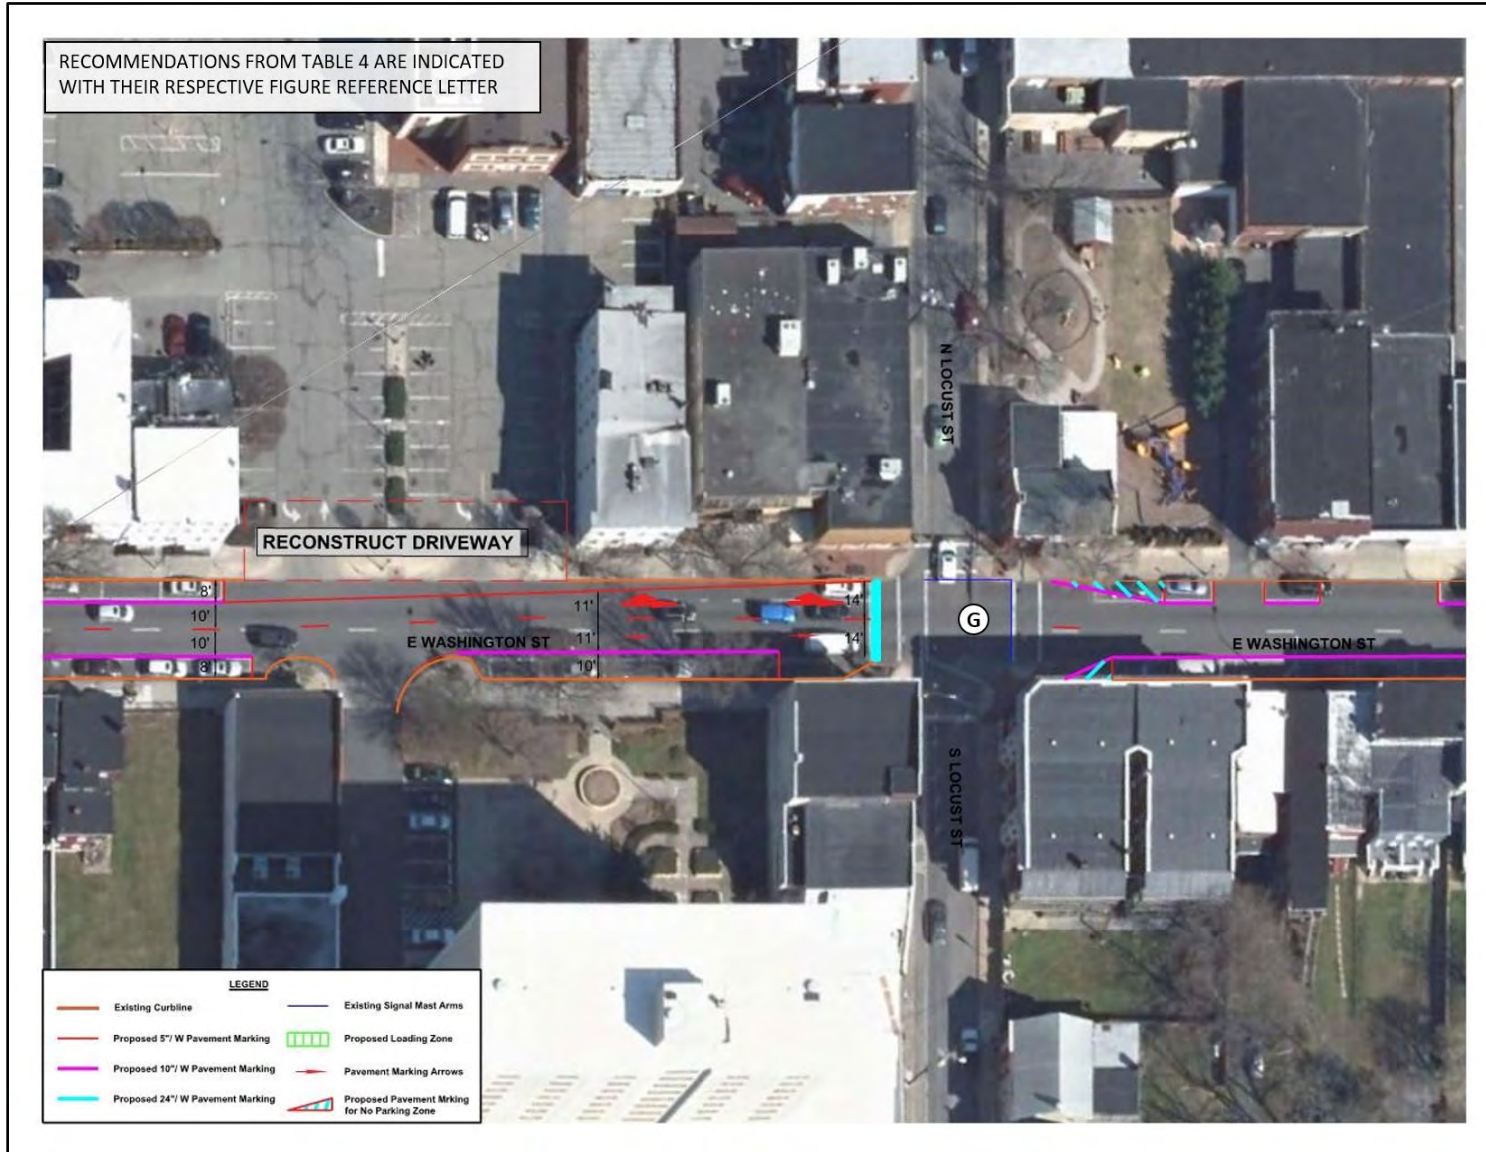 RECOMMENDATIONS FROM TABLE 4 ARE INDICATED
WITH THEIR RESPECTIVE FIGURE REFERENCE LETTER
N LOCUST ST
RECONSTRUCT DRIVEWAY
8'
10'
10'
8'
11'
11'
10'
14'
14'
E WASHINGTON ST
G
E WASHINGTON ST
S LOCUST ST
LEGEND
Existing Curbline
Proposed 5"/ W Pavement Marking
Proposed 10"/ W Pavement Marking
Proposed 24"/ W Pavement Marking
Existing Signal Mast Arms
Proposed Loading Zone
Pavement Marking Arrows
Proposed Pavement Mrking
for No Parking Zone